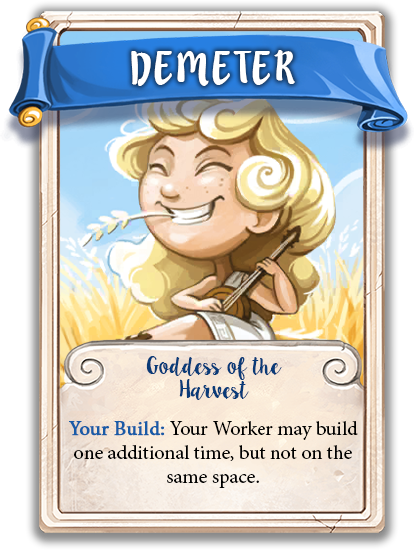 DEMETER
Goddess of the
Harvest
Your Build: Your Worker may build
one additional time, but not on the
same space.